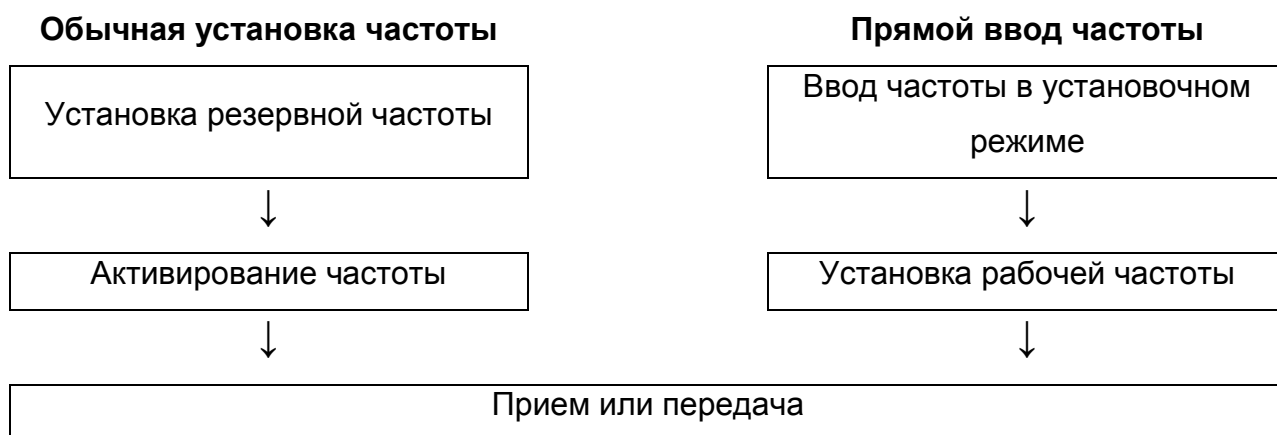 Обычная установка частоты
Прямой ввод частоты
Установка резервной частоты
Ввод частоты в установочном
режиме
↓
↓
Активирование частоты
Установка рабочей частоты
↓
↓
Прием или передача